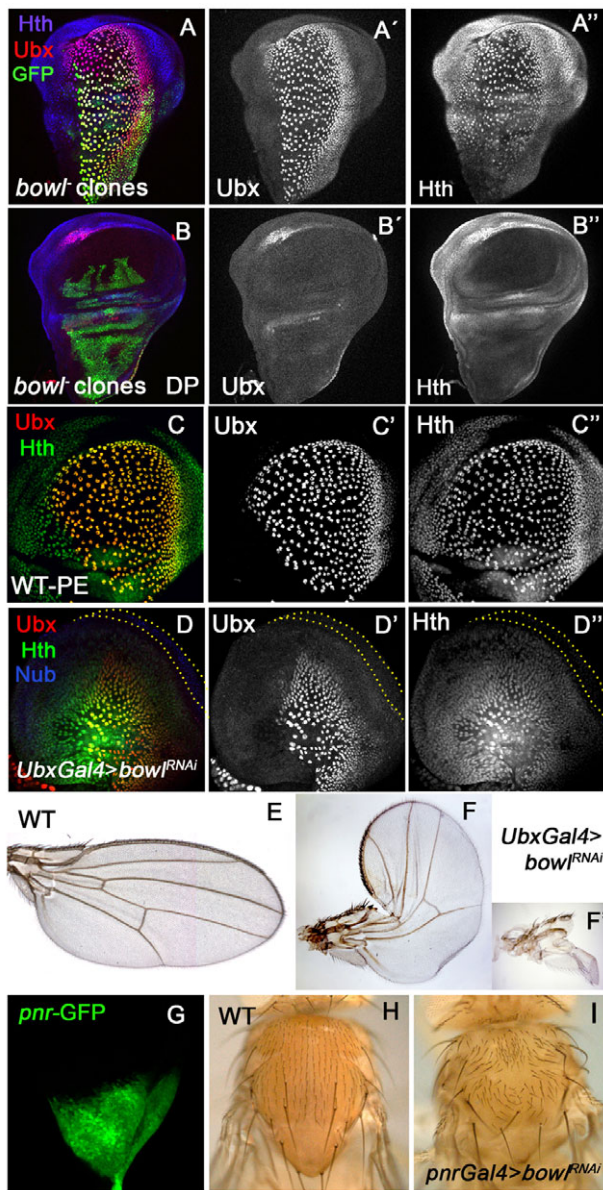 Hth
Ubx
GFP
A
bowl- clones
A´
Ubx
A"
Hth
B
bowl- clones DP
B´
Ubx
B"
Hth
Ubx
Hth
C
WT-PE
Ubx C'
Hth C"
Ubx
Hth
Nub
D
UbxGal4>bowlRNAi
Ubx D'
Hth D"
WT E
F
UbxGal4>
bowlRNAi
F'
pnr-GFP G
WT H
I
pnrGal4>bowlRNAi